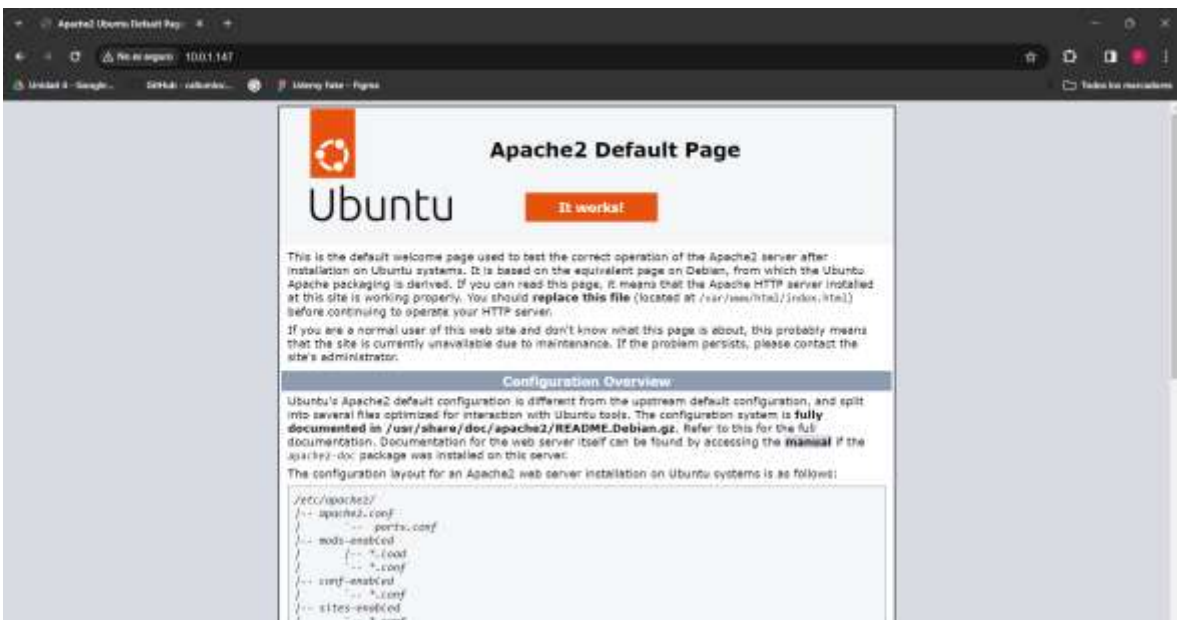 Apache2 Ubuntu Default Pag
No es seguro 10.0.1.147
Unidad 4 - Google... GitHub - Udemy - Figma
Todos los marcadores
Apache2 Default Page
Ubuntu
It works!
This is the default welcome page used to test the correct operation of the Apache2 server after
installation on Ubuntu systems. It is based on the equivalent page on Debian, from which the Ubuntu
Apache packaging is derived. If you can read this page, it means that the Apache HTTP server installed
at this site is working properly. You should replace this file (located at /var/www/html/index.html)
before continuing to operate your HTTP server.
If you are a normal user of this web site and don't know what this page is about, this probably means
that the site is currently unavailable due to maintenance. If the problem persists, please contact the
site's administrator.
Configuration Overview
Ubuntu's Apache2 default configuration is different from the upstream default configuration, and split
into several files optimized for interaction with Ubuntu tools. The configuration system is fully
documented in /usr/share/doc/apache2/README.Debian.gz. Refer to this for the full
documentation. Documentation for the web server itself can be found by accessing the manual if the
apache2-doc package was installed on this server.
The configuration layout for an Apache2 web server installation on Ubuntu systems is as follows:
/etc/apache2/
|-- apache2.conf
|       `--  ports.conf
|-- mods-enabled
|       |-- *.load
|       `-- *.conf
|-- conf-enabled
|       `-- *.conf
|-- sites-enabled
|       `-- *.conf